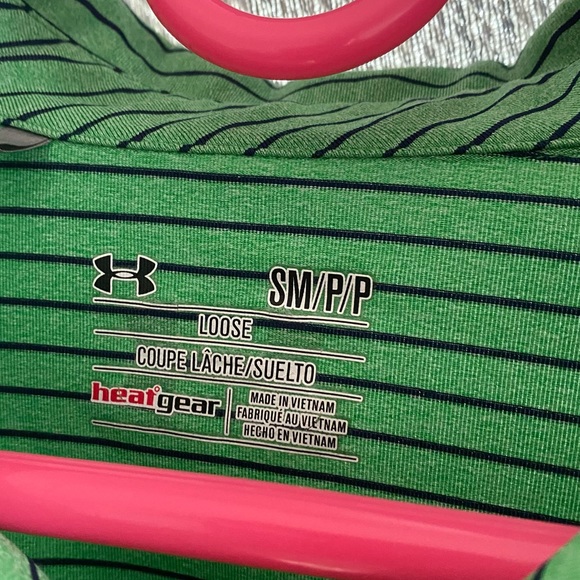 SM/P/P
LOOSE
COUPE LÂCHE/SUELTO
heatgear
MADE IN VIETNAM
FABRIQUÉ AU VIETNAM
HECHO EN VIETNAM